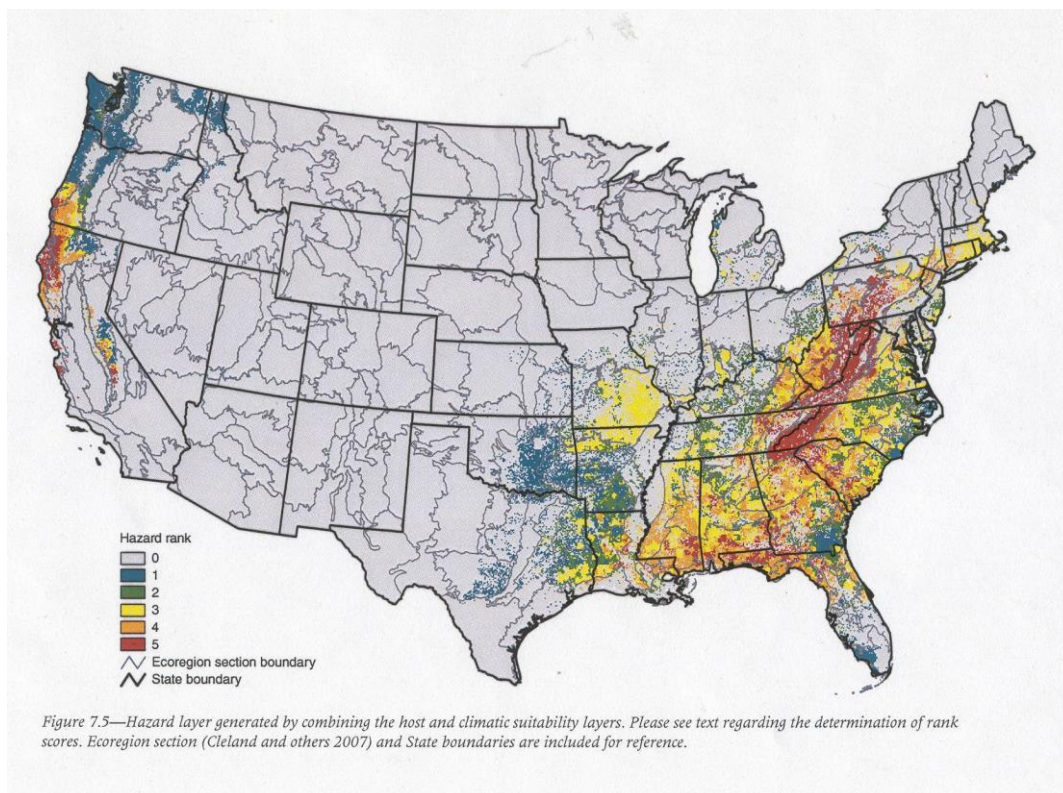 Hazard rank
0
1
2
3
4
5
Ecoregion section boundary
State boundary
Figure 7.5—Hazard layer generated by combining the host and climatic suitability layers. Please see text regarding the determination of rank
scores. Ecoregion section (Cleland and others 2007) and State boundaries are included for reference.